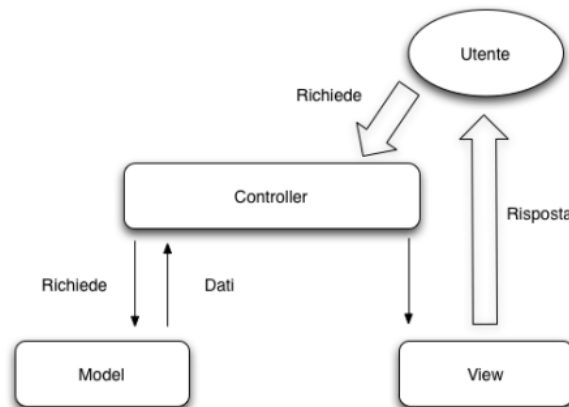 Utente
Richiede
Controller
Risposta
Richiede
Dati
Model
View